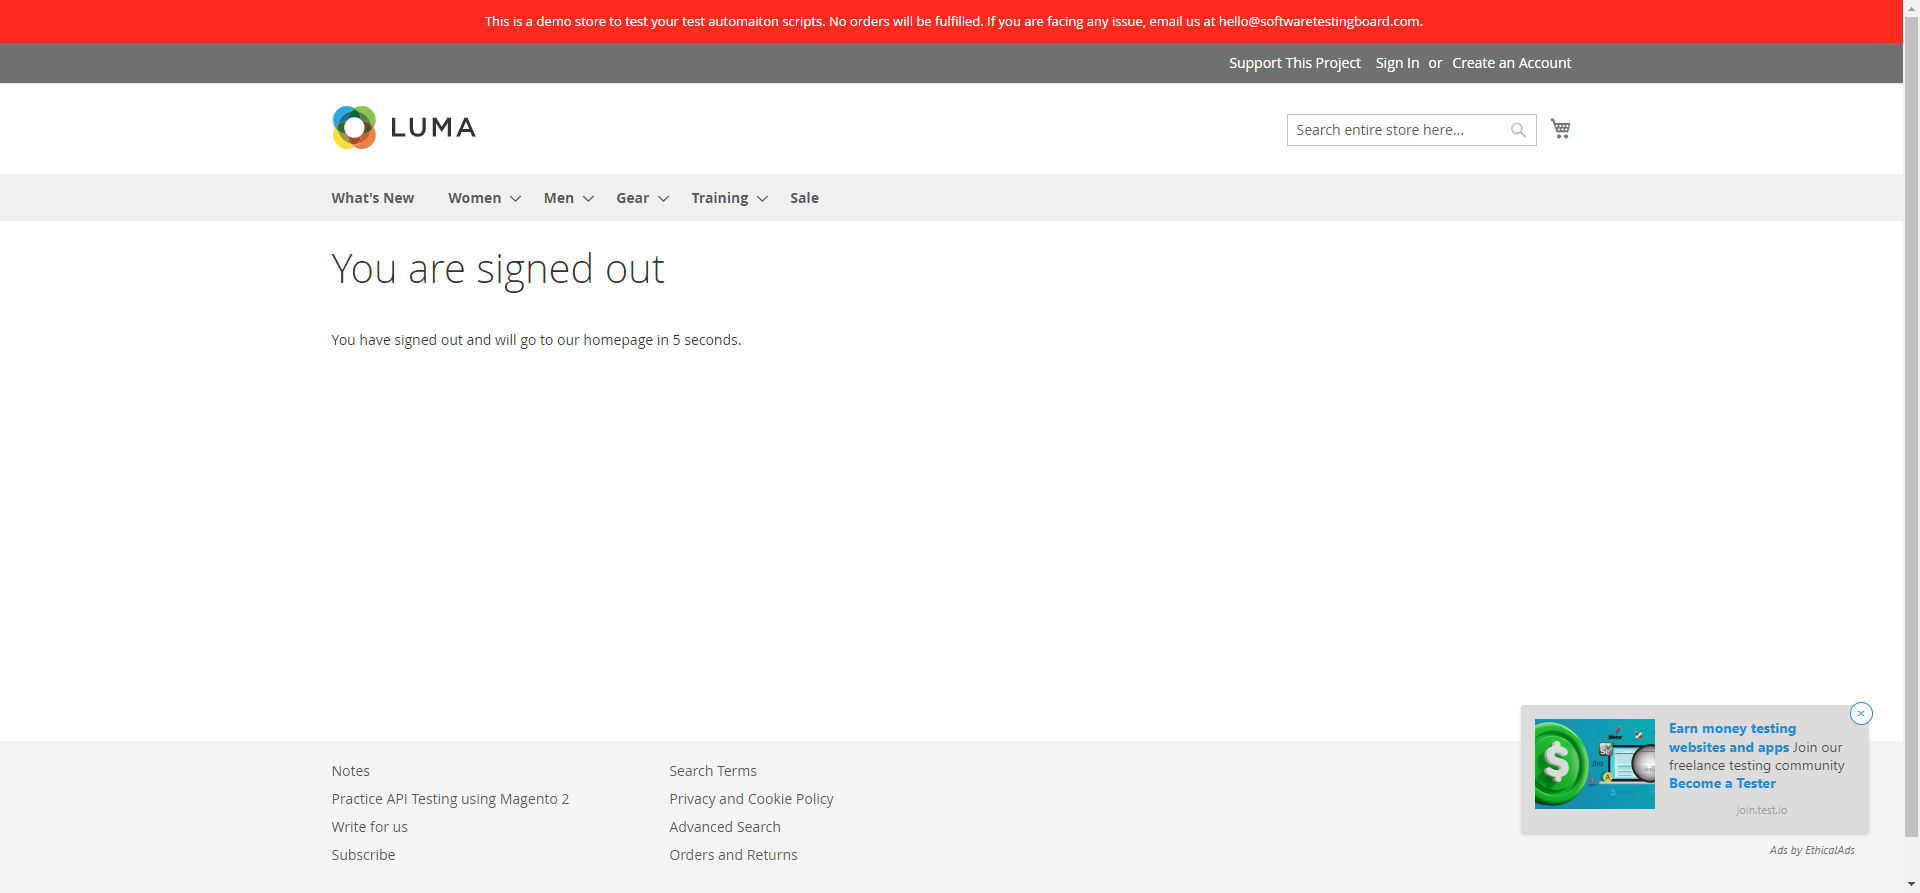 This is a demo store to test your test automaiton scripts. No orders will be fulfilled. If you are facing any issue, email us at hello@softwaretestingboard.com.
Support This Project Sign In or Create an Account
LUMA
Search entire store here...
What's New Women Men Gear Training Sale
You are signed out
You have signed out and will go to our homepage in 5 seconds.
Earn money testing
websites and apps Join our
freelance testing community
Become a Tester
join.test.io
Ads by EthicalAds
Notes
Practice API Testing using Magento 2
Write for us
Subscribe
Search Terms
Privacy and Cookie Policy
Advanced Search
Orders and Returns